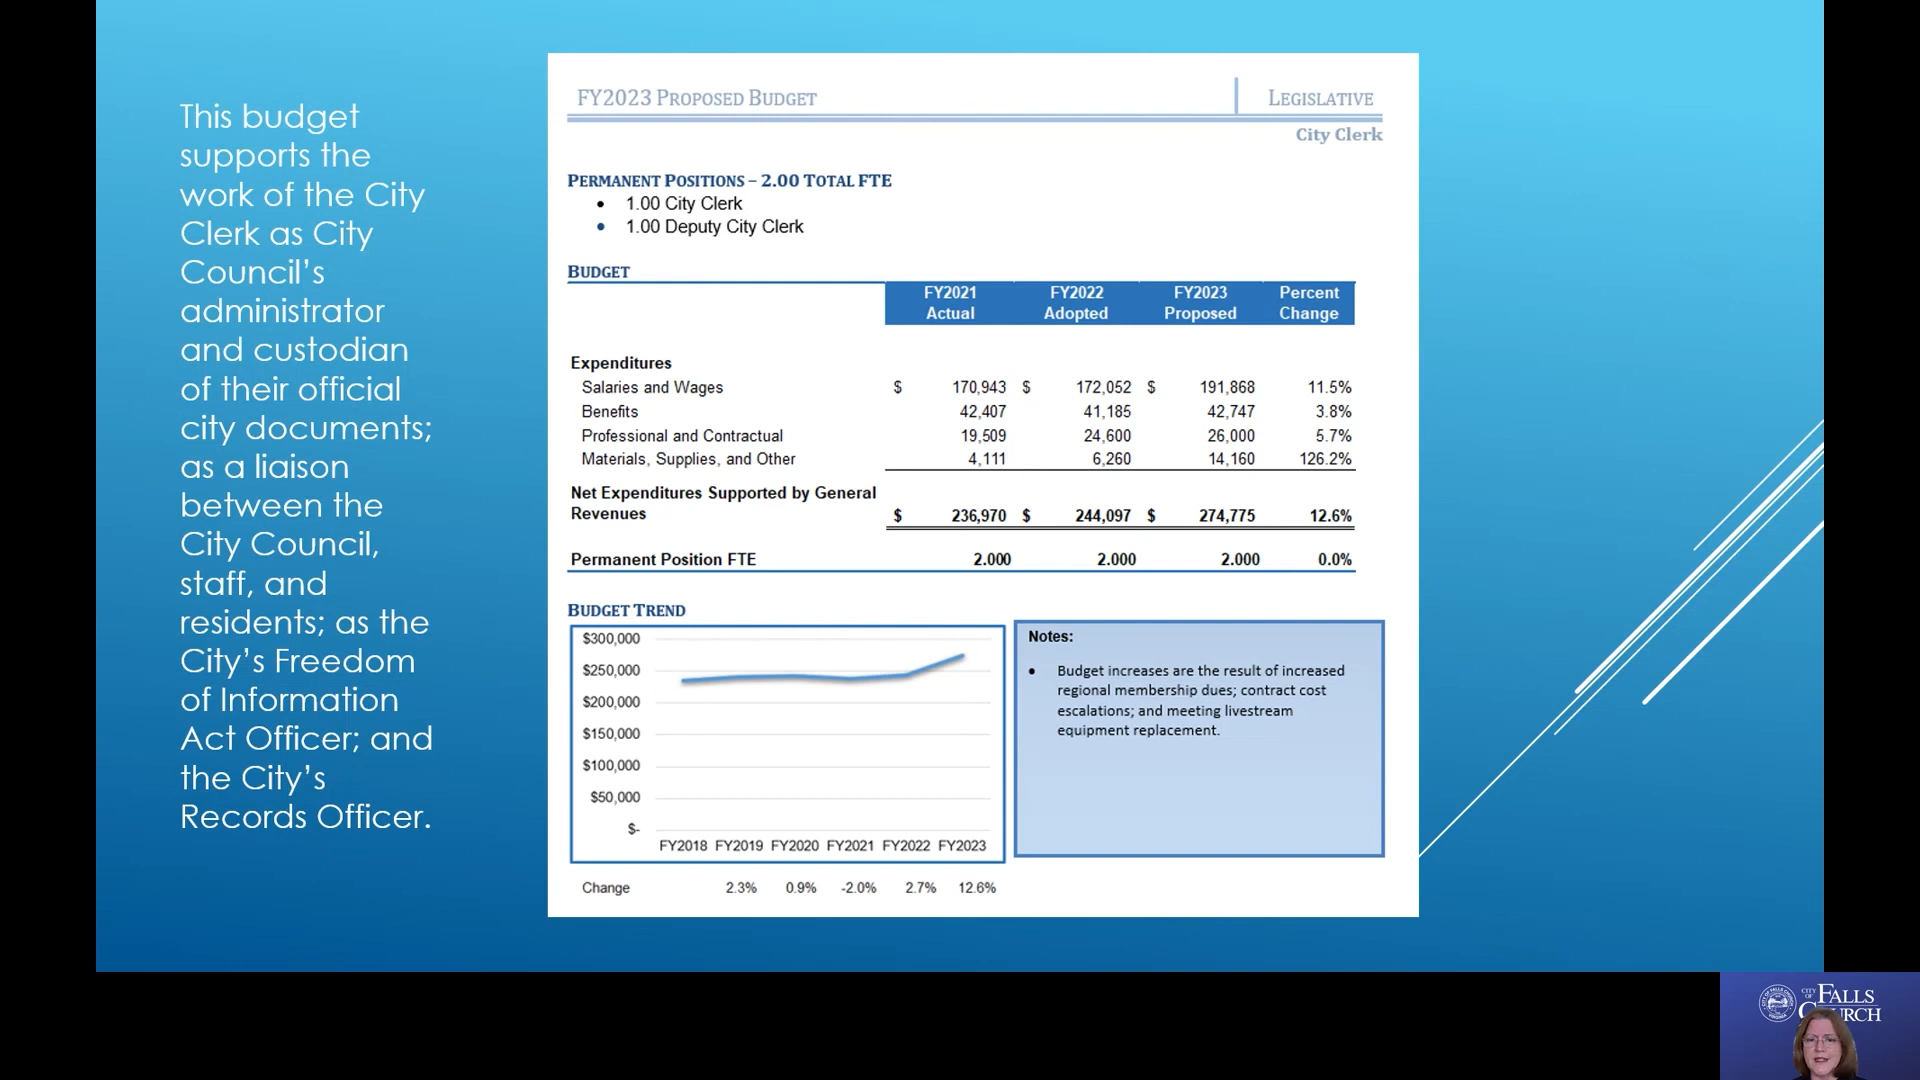 This budget
supports the
work of the City
Clerk as City
Council's
administrator
and custodian
of their official
city documents;
as a liaison
between the
City Council,
staff, and
residents; as the
City's Freedom
of Information
Act Officer; and
the City's
Records Officer.
FY2023 PROPOSED BUDGET LEGISLATIVE
City Clerk
PERMANENT POSITIONS – 2.00 TOTAL FTE
• 1.00 City Clerk
• 1.00 Deputy City Clerk
BUDGET
FY2021 FY2022 FY2023 Percent
Actual Adopted Proposed Change
Expenditures
Salaries and Wages $ 170,943 $ 172,052 $ 191,868 11.5%
Benefits 42,407 41,185 42,747 3.8%
Professional and Contractual 19,509 24,600 26,000 5.7%
Materials, Supplies, and Other 4,111 6,260 14,160 126.2%
Net Expenditures Supported by General
Revenues $ 236,970 $ 244,097 $ 274,775 12.6%
Permanent Position FTE 2.000 2.000 2.000 0.0%
BUDGET TREND
$300,000
$250,000
$200,000
$150,000
$100,000
$50,000
$-
FY2018 FY2019 FY2020 FY2021 FY2022 FY2023
Change 2.3% 0.9% -2.0% 2.7% 12.6%
Notes:
• Budget increases are the result of increased
regional membership dues; contract cost
escalations; and meeting livestream
equipment replacement.
CITY OF FALLS